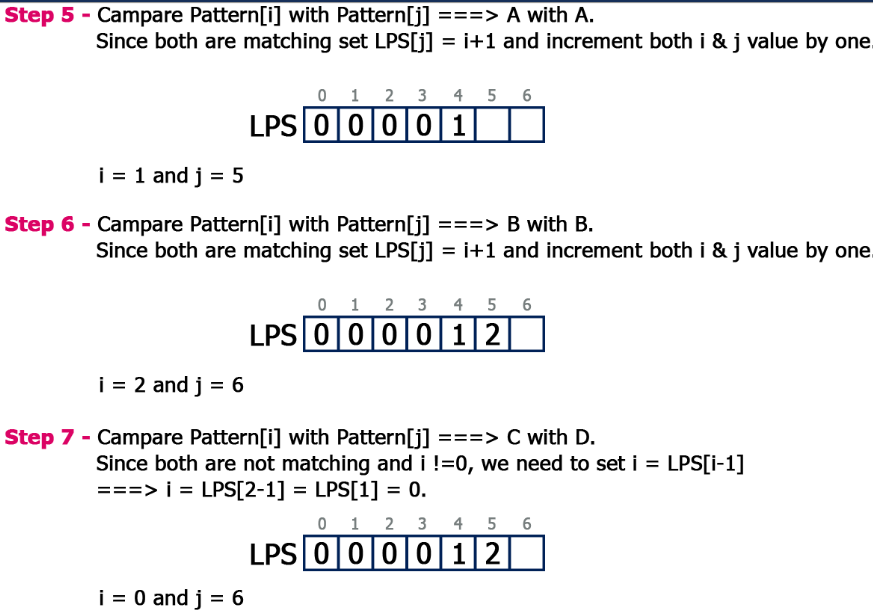 Step 5 - Campare Pattern[i] with Pattern[j] ===> A with A.
Since both are matching set LPS[j] = i+1 and increment both i & j value by one.
0 1 2 3 4 5 6
LPS 0 0 0 0 1
i = 1 and j = 5
Step 6 - Campare Pattern[i] with Pattern[j] ===> B with B.
Since both are matching set LPS[j] = i+1 and increment both i & j value by one.
0 1 2 3 4 5 6
LPS 0 0 0 0 1 2
i = 2 and j = 6
Step 7 - Campare Pattern[i] with Pattern[j] ===> C with D.
Since both are not matching and i !=0, we need to set i = LPS[i-1]
===> i = LPS[2-1] = LPS[1] = 0.
0 1 2 3 4 5 6
LPS 0 0 0 0 1 2
i = 0 and j = 6